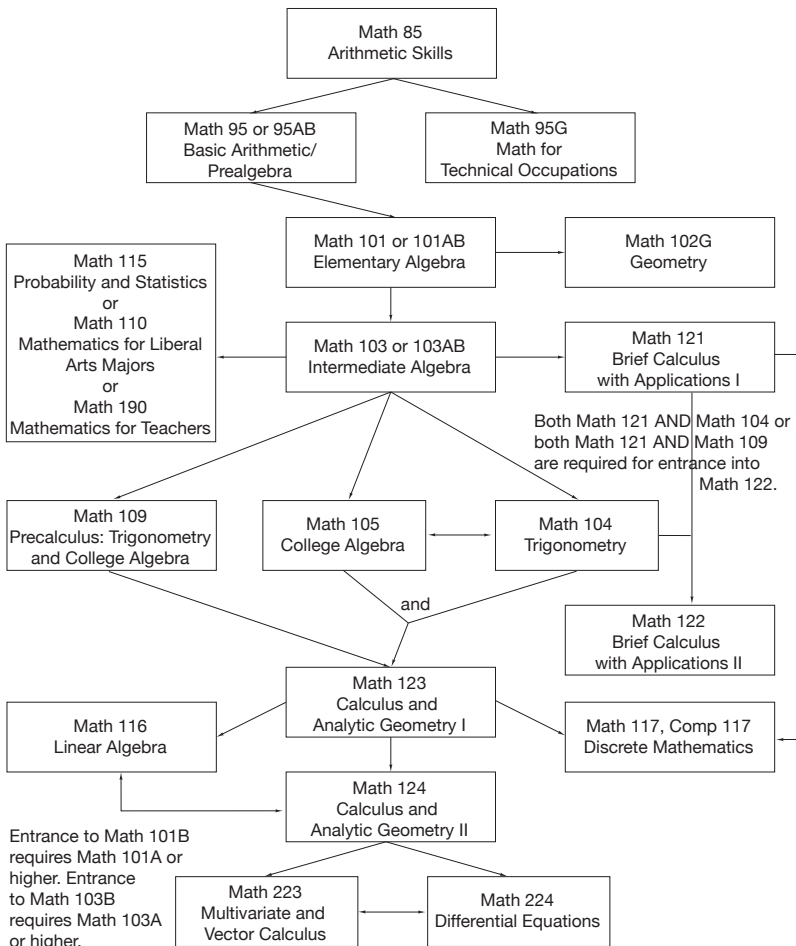 Math 85
Arithmetic Skills
Math 95 or 95AB
Basic Arithmetic/
Prealgebra
Math 95G
Math for
Technical Occupations
Math 101 or 101AB
Elementary Algebra
Math 102G
Geometry
Math 115
Probability and Statistics
or
Math 110
Mathematics for Liberal
Arts Majors
or
Math 190
Mathematics for Teachers
Math 103 or 103AB
Intermediate Algebra
Math 121
Brief Calculus
with Applications I
Both Math 121 AND Math 104 or
both Math 121 AND Math 109
are required for entrance into
Math 122.
Math 109
Precalculus: Trigonometry
and College Algebra
Math 105
College Algebra
Math 104
Trigonometry
and
Math 122
Brief Calculus
with Applications II
Math 123
Calculus and
Analytic Geometry I
Math 116
Linear Algebra
Math 117, Comp 117
Discrete Mathematics
Math 124
Calculus and
Analytic Geometry II
Entrance to Math 101B
requires Math 101A or
higher. Entrance
to Math 103B
requires Math 103A
or higher.
Math 223
Multivariate and
Vector Calculus
Math 224
Differential Equations